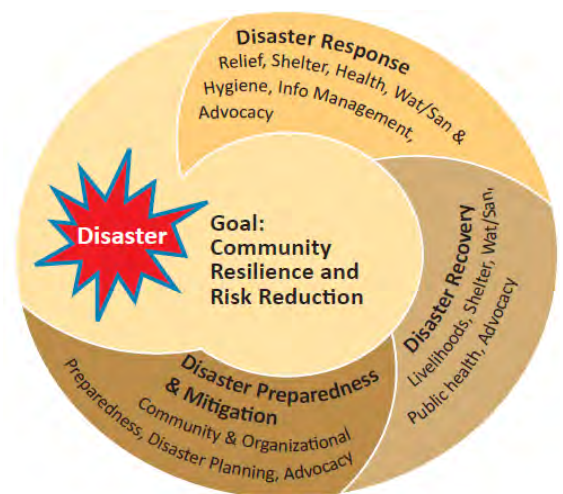 Disaster Response
Relief, Shelter, Health, Wat/San &
Hygiene, Info Management,
Advocacy
Disaster
Goal:
Community
Resilience and
Risk Reduction
Disaster Recovery
Livelihoods, Shelter, Wat/San,
Public health, Advocacy
Disaster Preparedness
& Mitigation
Community & Organizational
Preparedness, Disaster Planning, Advocacy